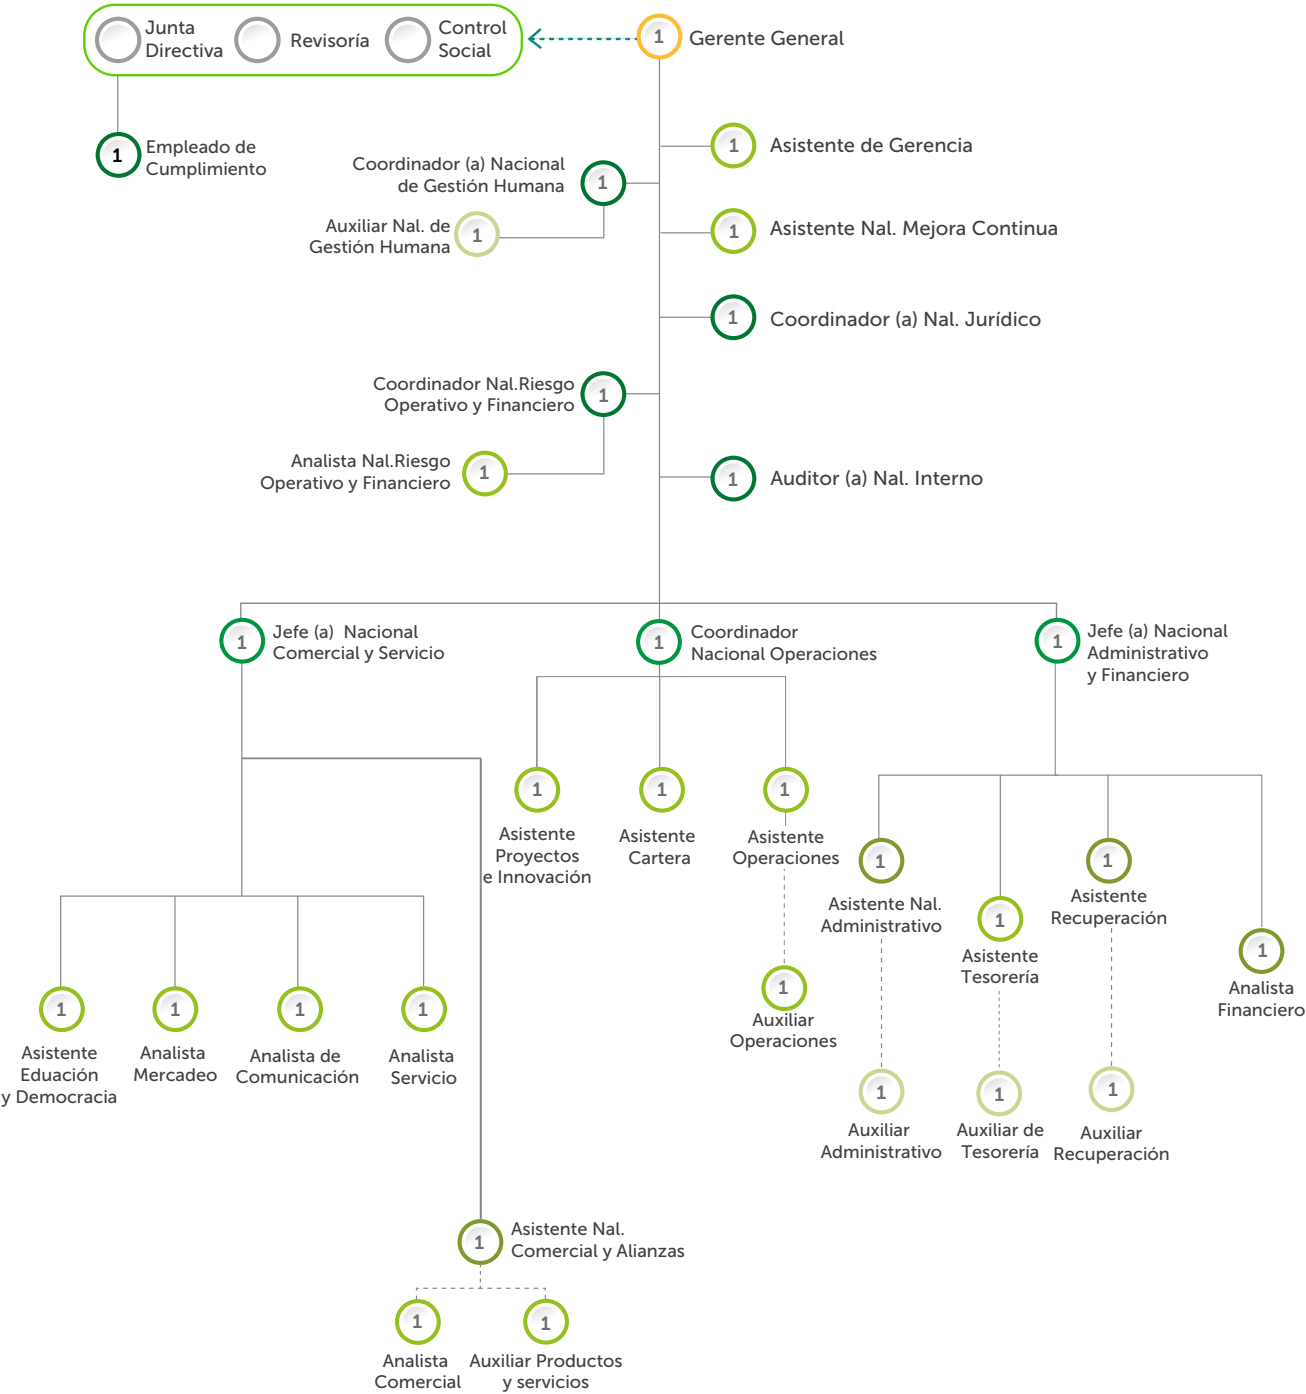 Junta
Directiva
Revisoría
Control
Social
1
Gerente General
1
Empleado de
Cumplimiento
1
Asistente de Gerencia
Coordinador (a) Nacional
de Gestión Humana
1
Auxiliar Nal. de
Gestión Humana
1
1
Asistente Nal. Mejora Continua
1
Coordinador (a) Nal. Jurídico
Coordinador Nal.Riesgo
Operativo y Financiero
1
Analista Nal.Riesgo
Operativo y Financiero
1
1
Auditor (a) Nal. Interno
1
Jefe (a) Nacional
Comercial y Servicio
1
Coordinador
Nacional Operaciones
1
Jefe (a) Nacional
Administrativo
y Financiero
1
Asistente
Proyectos
e Innovación
1
Asistente
Cartera
1
Asistente
Operaciones
1
Auxiliar
Operaciones
1
Asistente Nal.
Administrativo
1
Asistente
Tesorería
1
Asistente
Recuperación
1
Analista
Financiero
1
Asistente
Eduación
y Democracia
1
Analista
Mercadeo
1
Analista de
Comunicación
1
Analista
Servicio
1
Auxiliar
Administrativo
1
Auxiliar de
Tesorería
1
Auxiliar
Recuperación
1
Asistente Nal.
Comercial y Alianzas
1
Analista
Comercial
1
Auxiliar Productos
y servicios